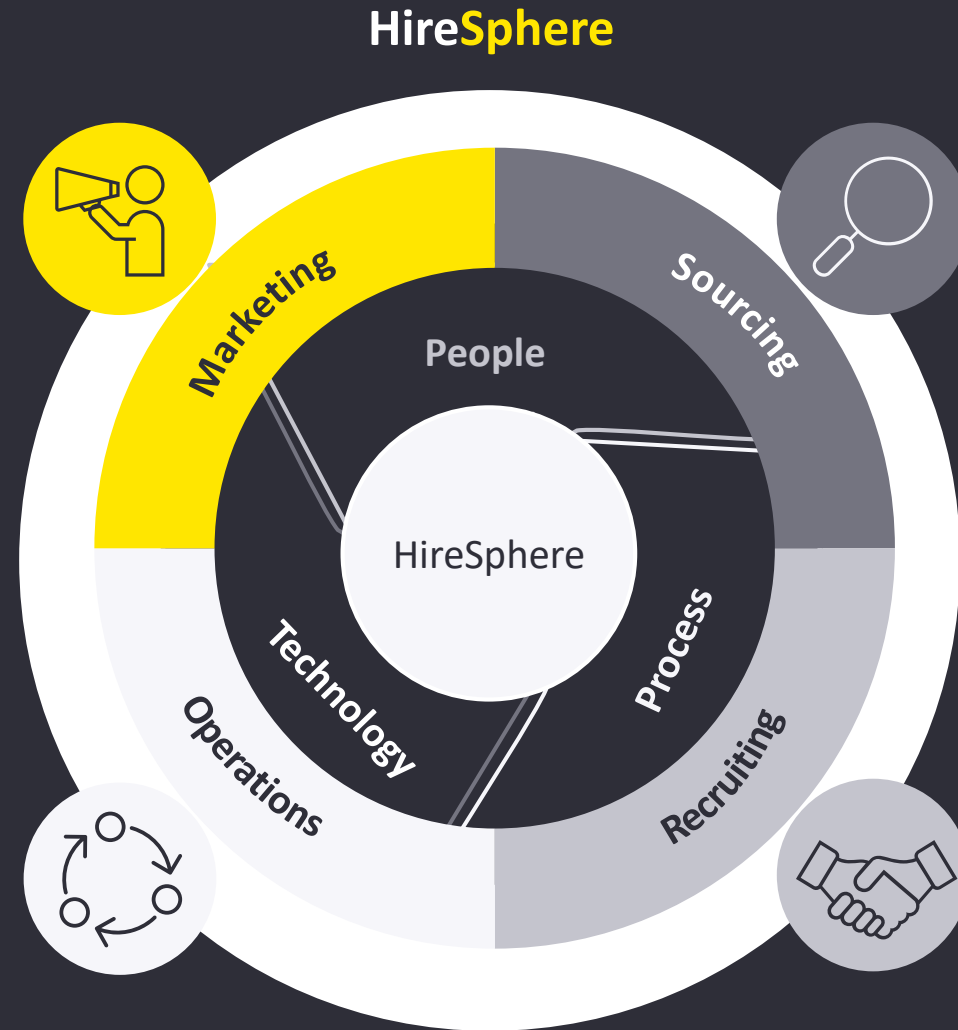 HireSphere
Marketing
Sourcing
People
HireSphere
Technology
Process
Operations
Recruiting